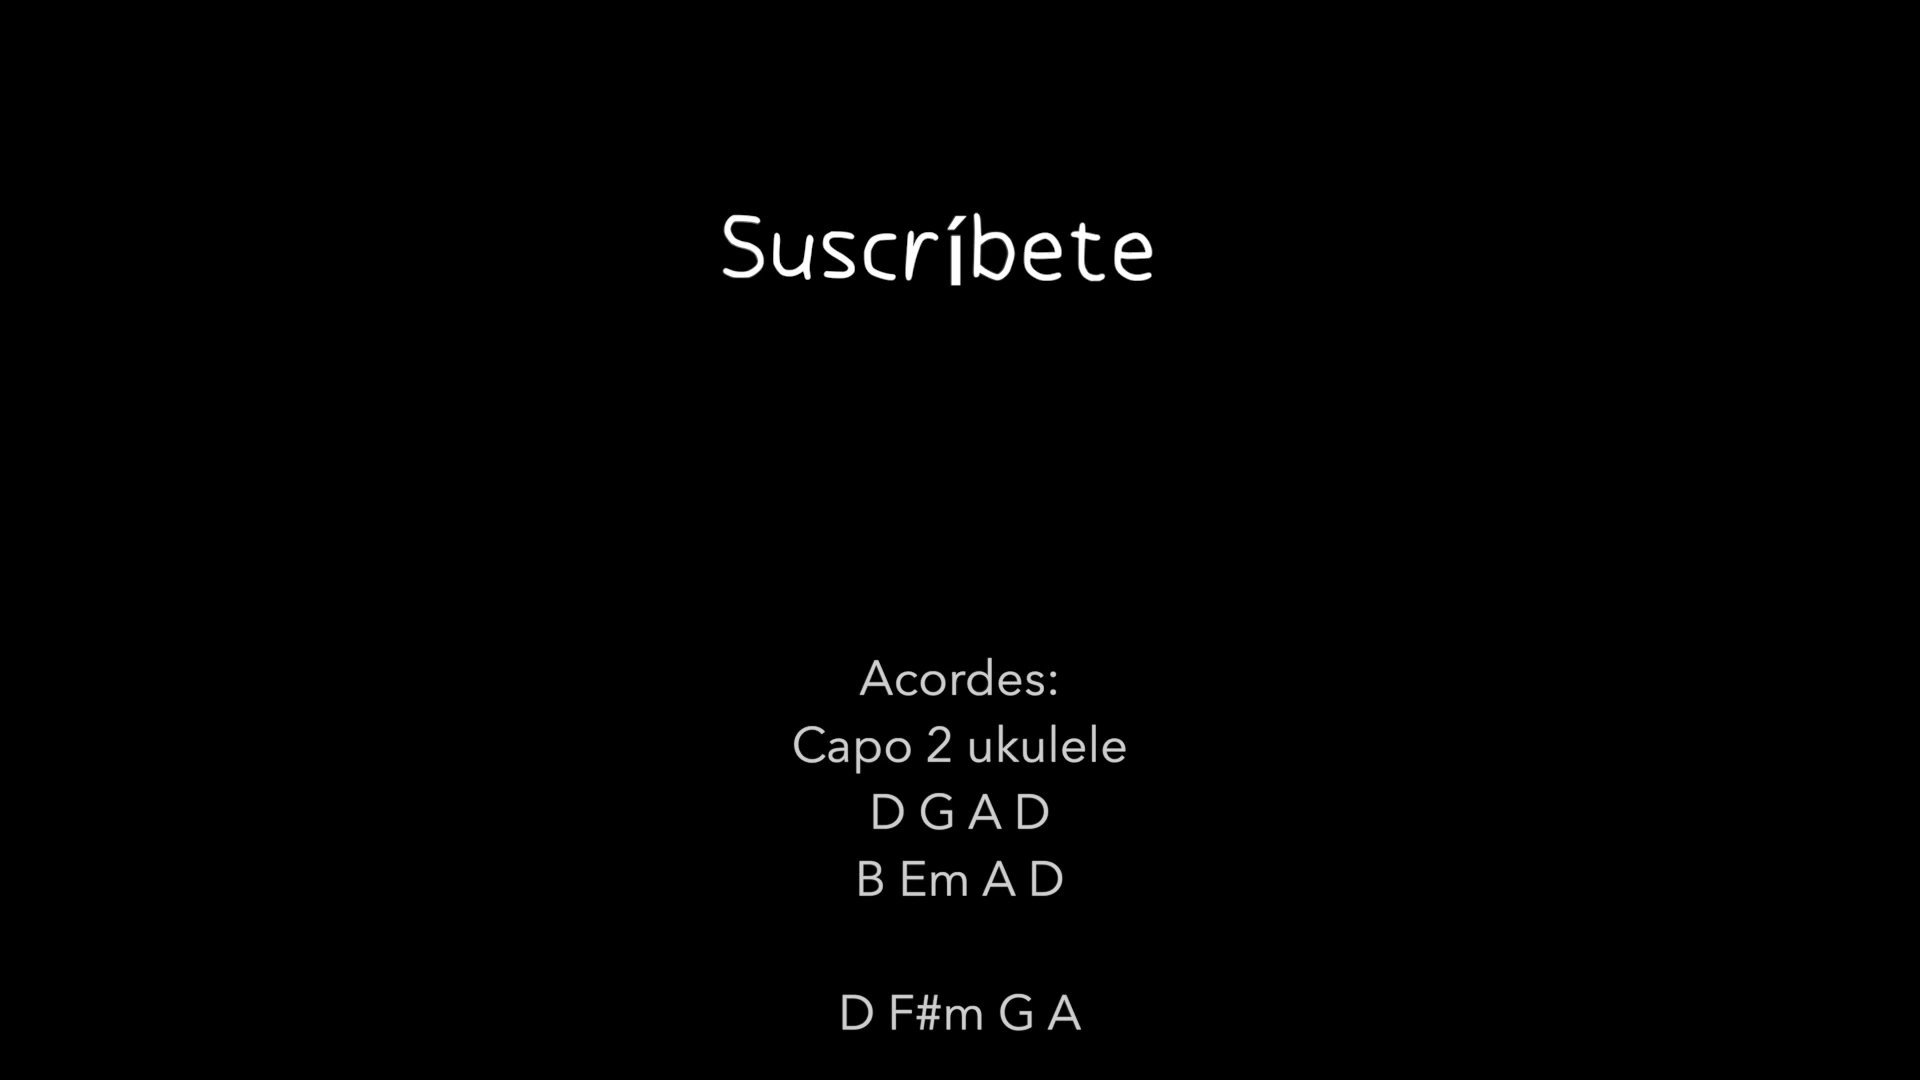 Suscríbete
Acordes:
Capo 2 ukulele
D G A D
B Em A D
D F#m G A